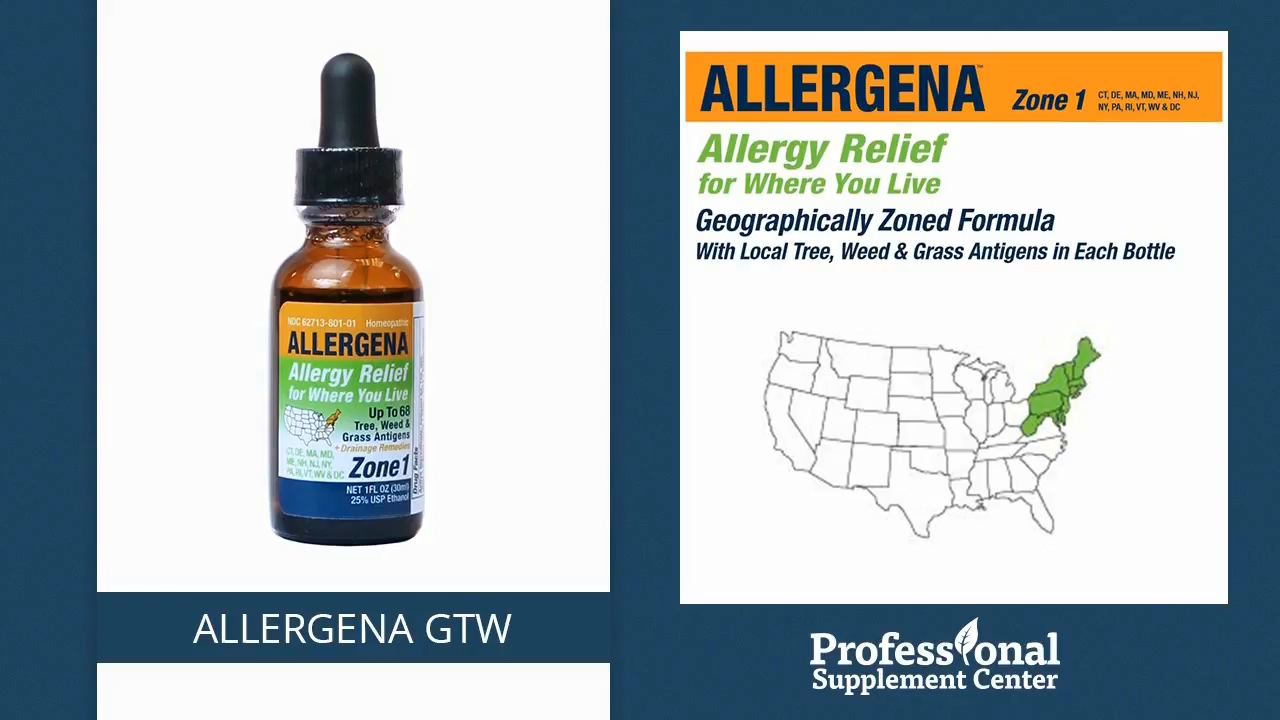 NDC 62713-801-01 Homeopathic
ALLERGENA
Allergy Relief
for Where You Live
Up To 68
Tree, Weed &
Grass Antigens
+Drainage Remedies
CT, DE, MA, MD,
ME, NH, NJ, NY,
PA, RI, VT, WV & DC
Zone 1
NET 1FL OZ (30ml)
25% USP Ethanol
Drug Facts
ALLERGENA GTW
ALLERGENA™ Zone 1 CT, DE, MA, MD, ME, NH, NJ,
NY, PA, RI, VT, WV & DC
Allergy Relief
for Where You Live
Geographically Zoned Formula
With Local Tree, Weed & Grass Antigens in Each Bottle
Professional
Supplement Center